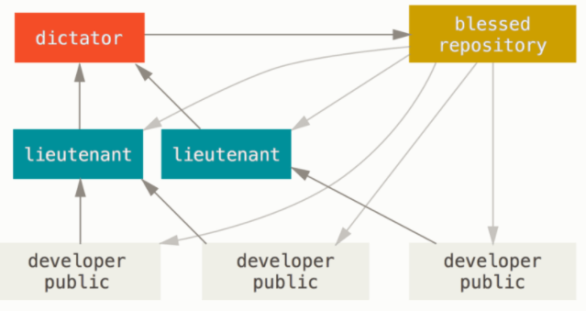 dictator
blessed
repository
lieutenant
lieutenant
developer
public
developer
public
developer
public